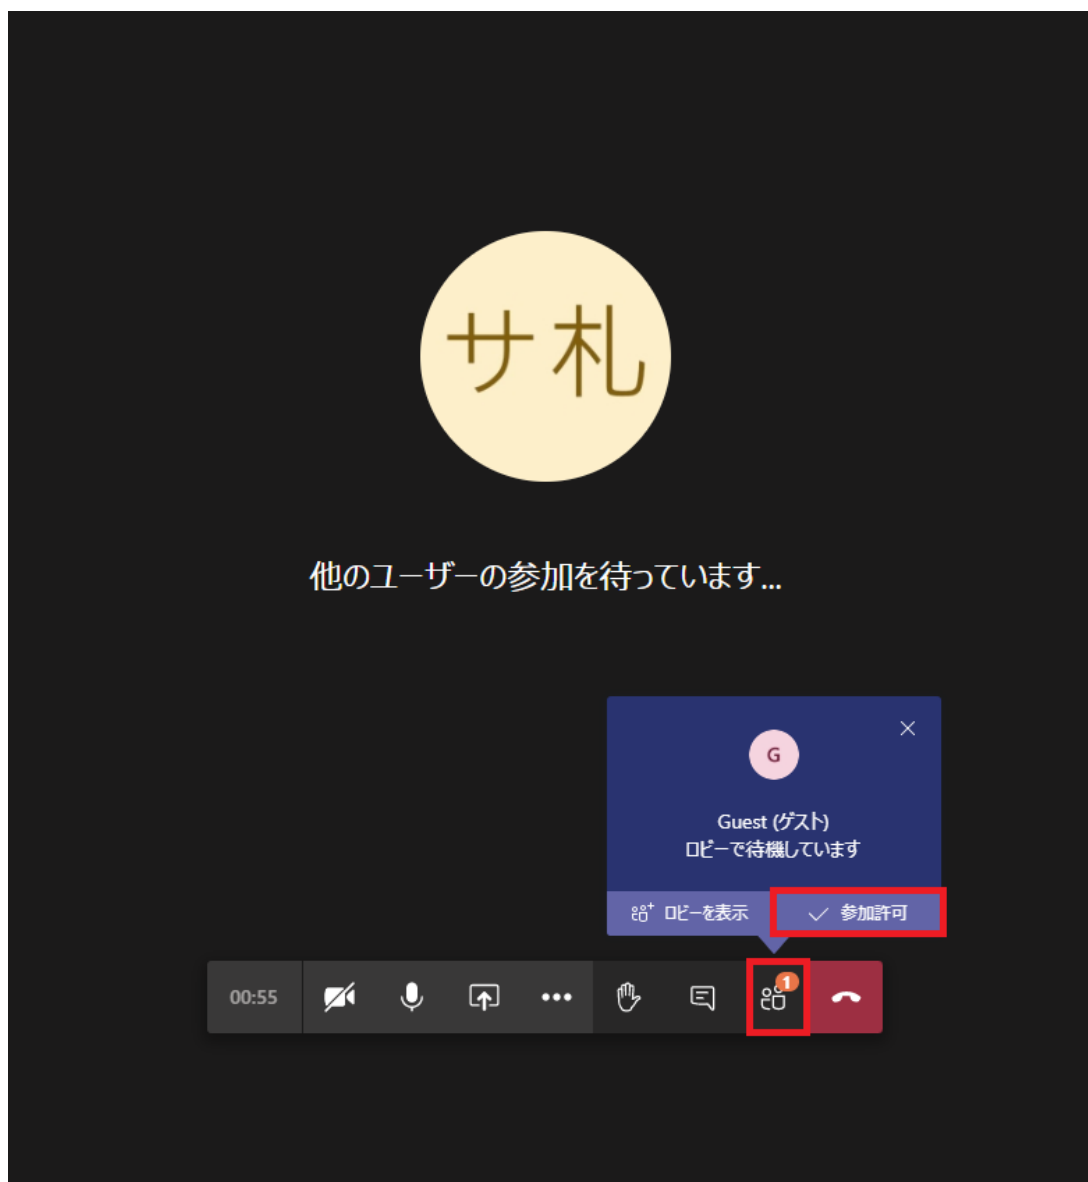 サ札
他のユーザーの参加を待っています...
G
Guest (ゲスト)
ロビーで待機しています
ロビーを表示
参加許可
00:55
1